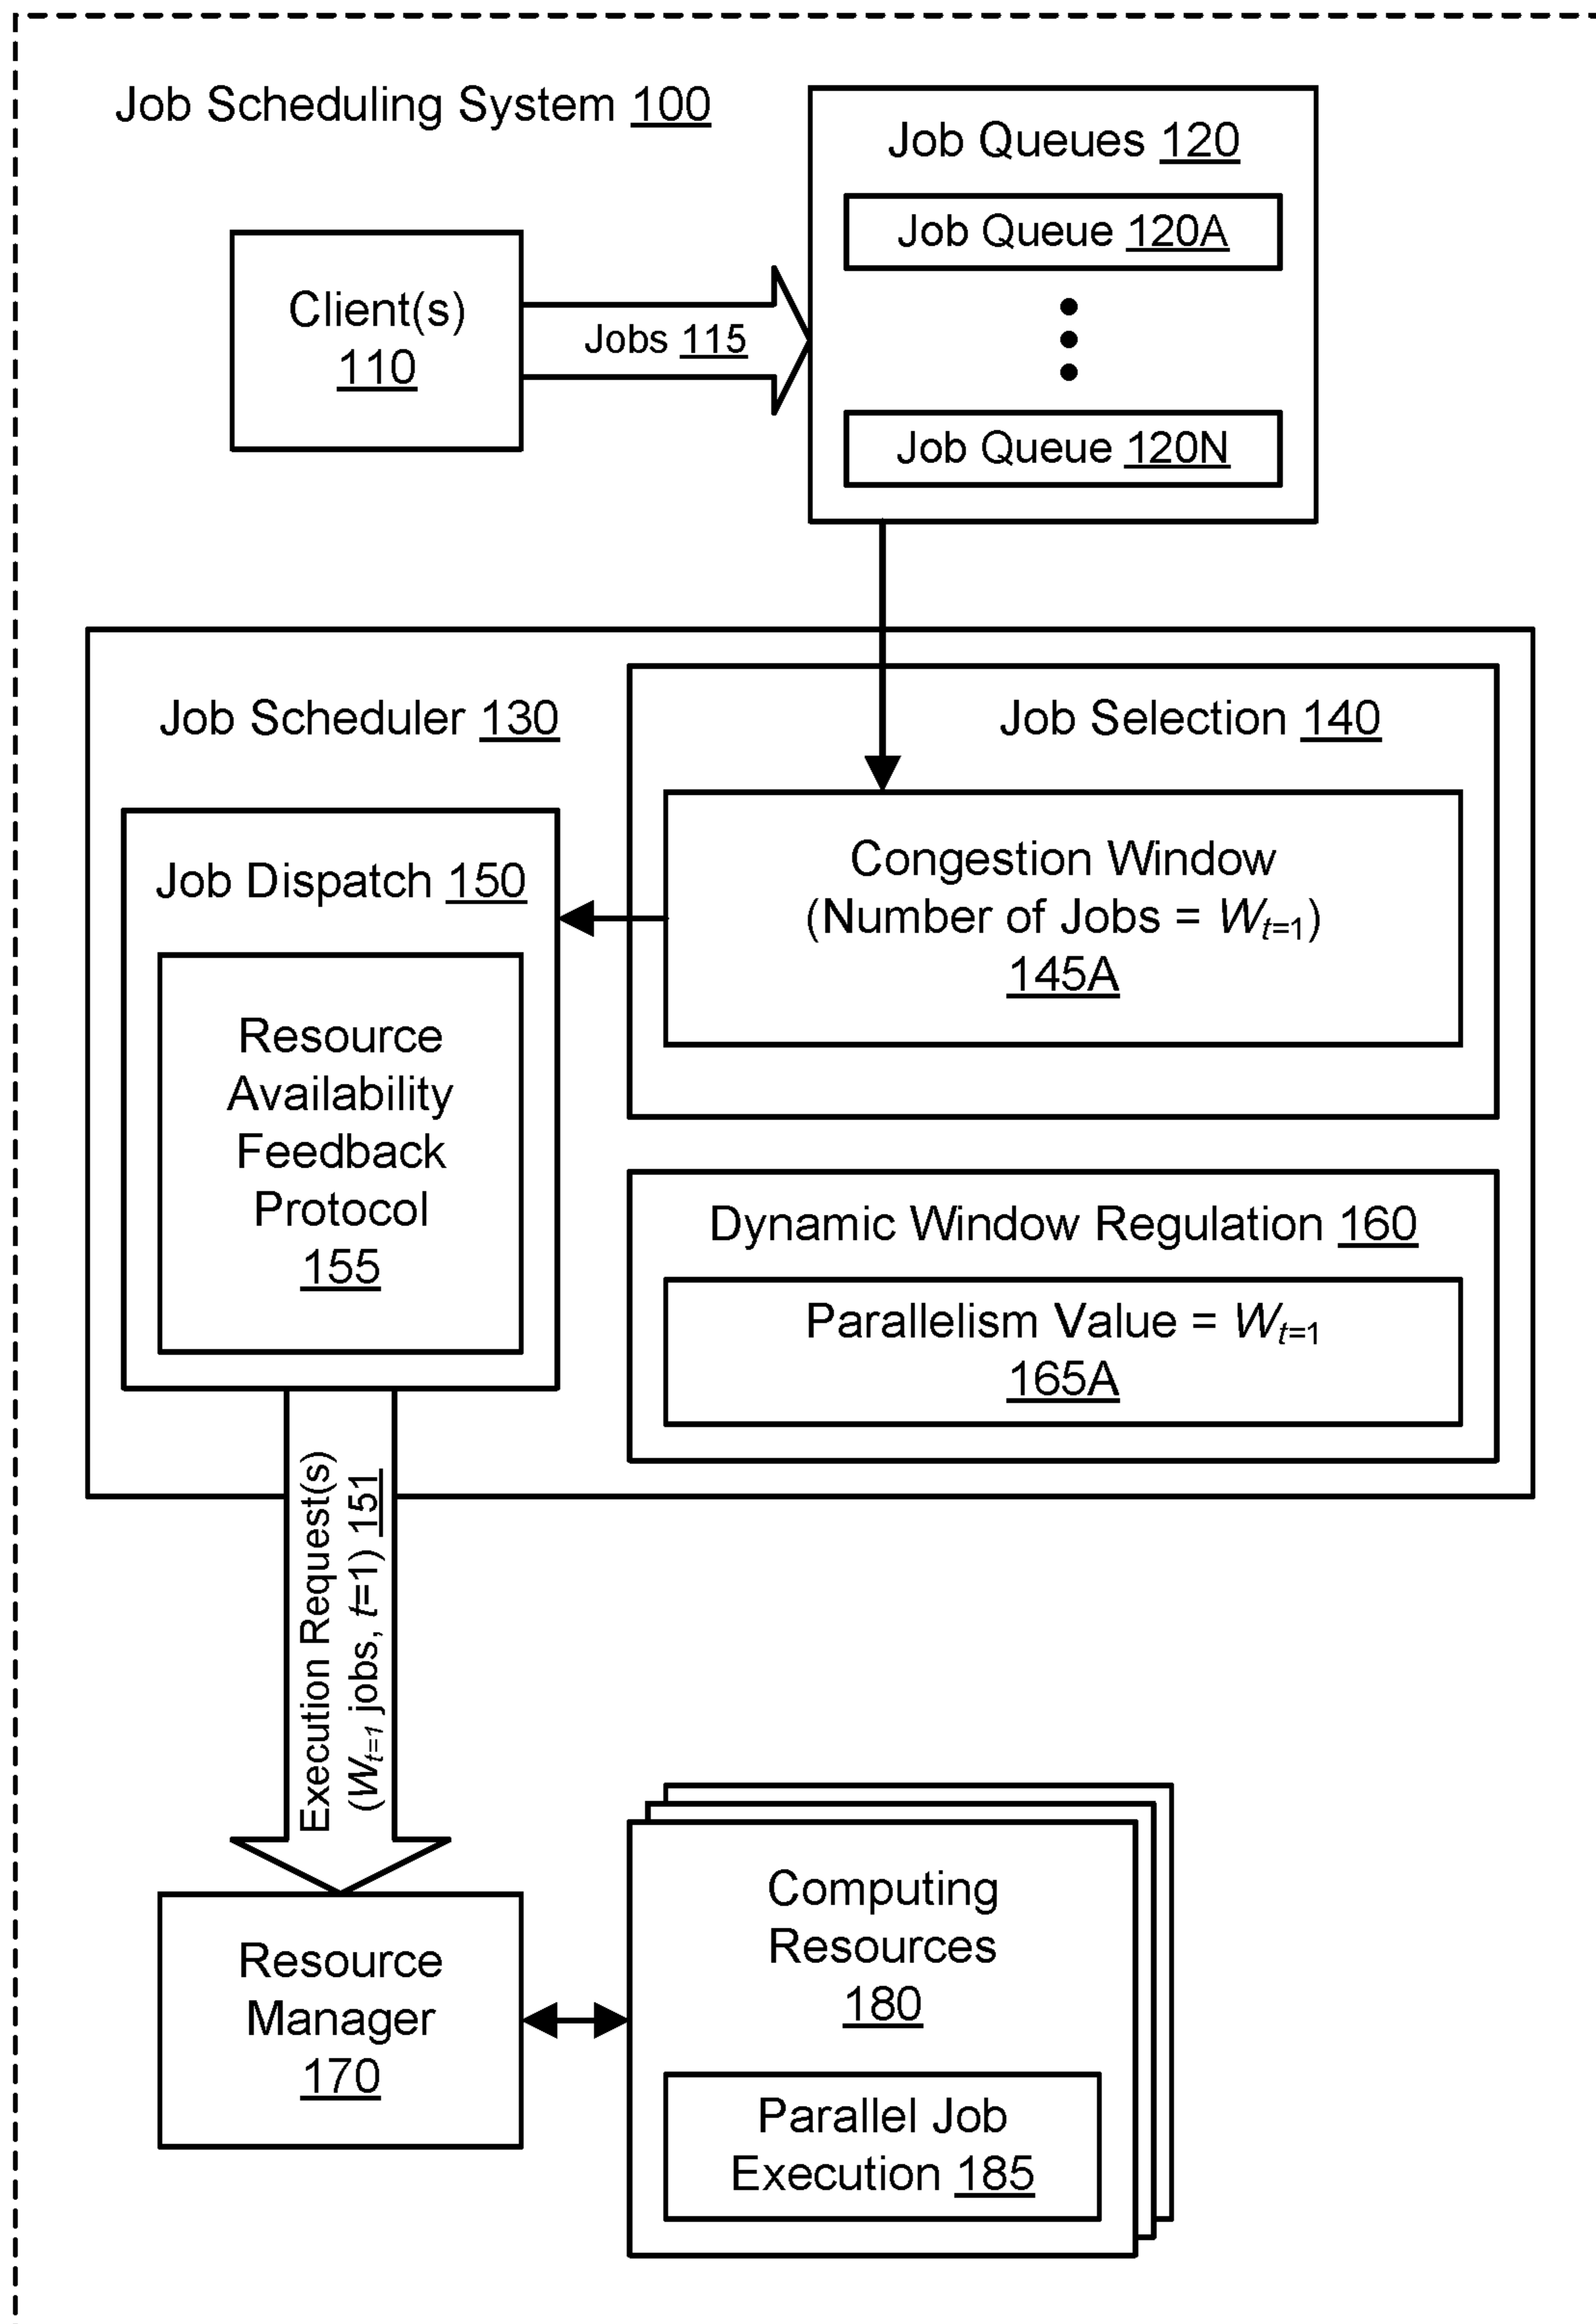 Job Scheduling System 100
Job Queues 120
Job Queue 120A
Client(s)
110
Jobs 115
Job Queue 120N
Job Scheduler 130
Job Selection 140
Congestion Window
(Number of Jobs = Wt=1)
145A
Job Dispatch 150
Resource
Availability
Feedback
Protocol
155
Dynamic Window Regulation 160
Parallelism Value = Wt=1
165A
Execution Request(s)
(Wt=1 jobs, t=1) 151
Resource
Manager
170
Computing
Resources
180
Parallel Job
Execution 185